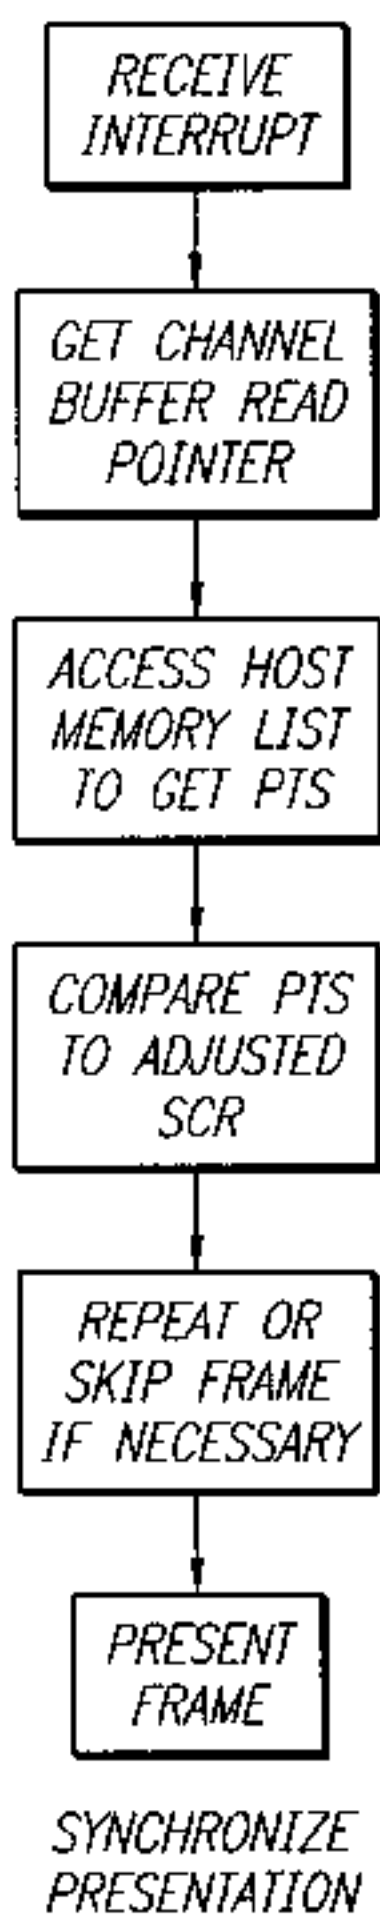 RECEIVE
INTERRUPT
GET CHANNEL
BUFFER READ
POINTER
ACCESS HOST
MEMORY LIST
TO GET PTS
COMPARE PTS
TO ADJUSTED
SCR
REPEAT OR
SKIP FRAME
IF NECESSARY
PRESENT
FRAME
SYNCHRONIZE
PRESENTATION